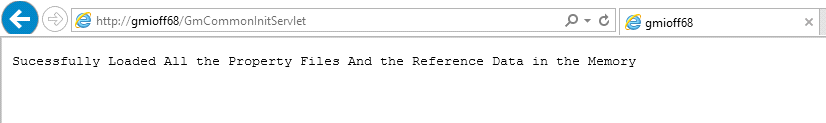 http://gmioff68/GmCommonInitServlet
gmioff68
Sucessfully Loaded All the Property Files And the Reference Data in the Memory